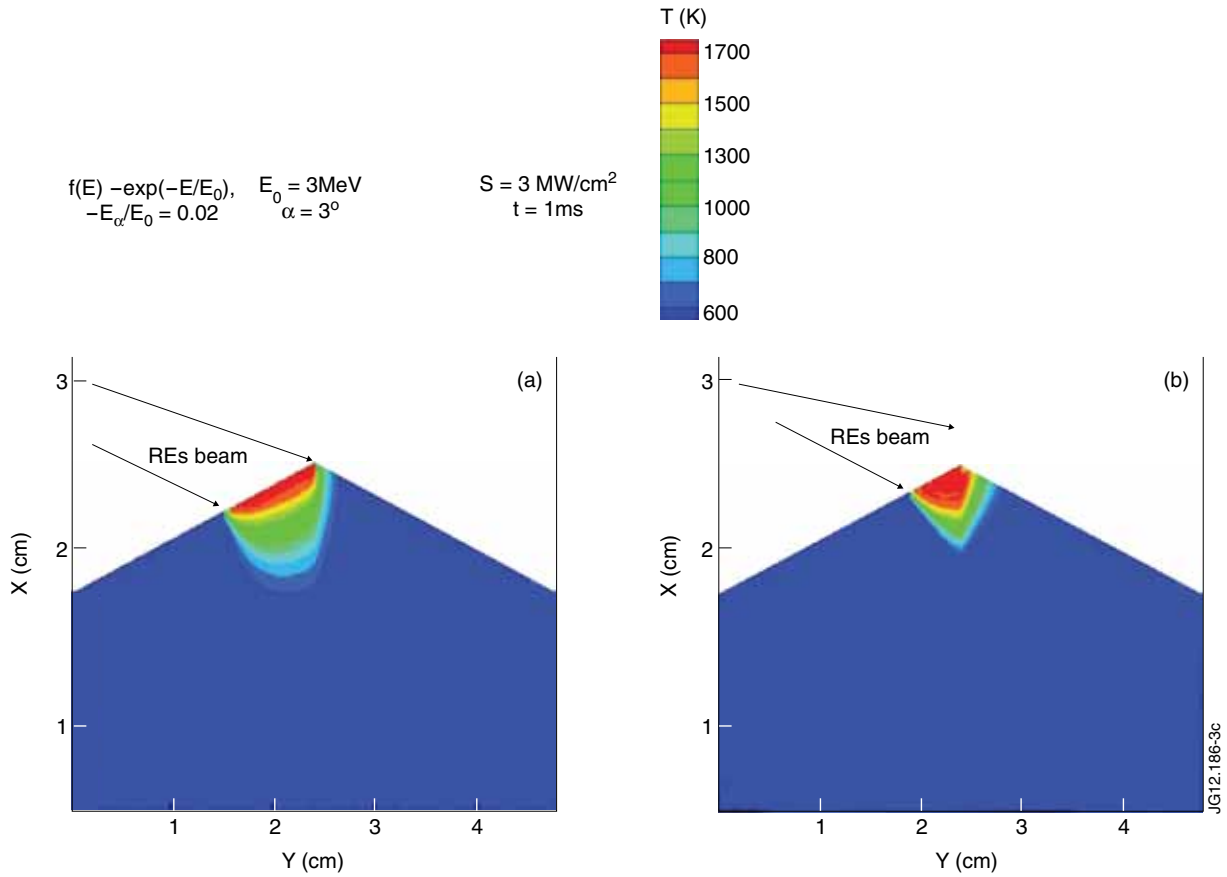 T (K)
1700
1500
1300
1000
800
600
f(E) −exp(−E/E₀),
−Eα/E₀ = 0.02
E₀ = 3MeV
α = 3º
S = 3 MW/cm²
t = 1ms
(a)
3
2
1
X (cm)
REs beam
1
2
3
4
Y (cm)
(b)
3
2
1
X (cm)
REs beam
1
2
3
4
Y (cm)
JG12.186-3c